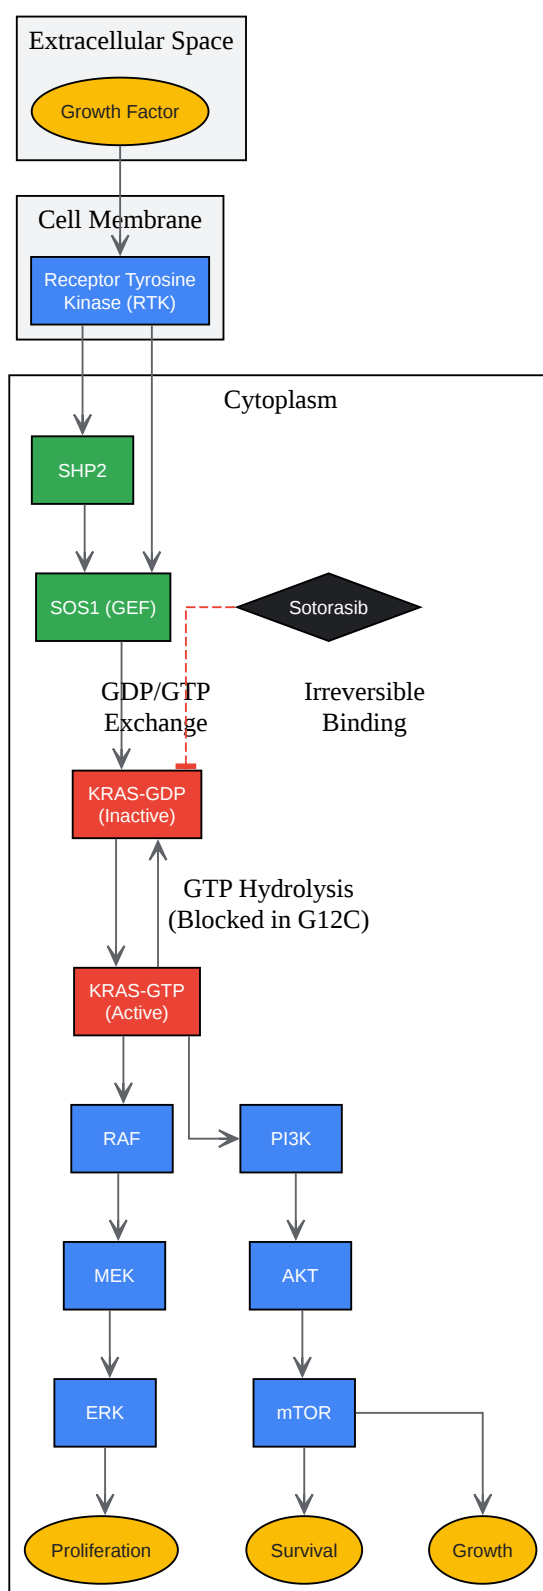 Extracellular Space
Growth Factor
Cell Membrane
Receptor Tyrosine
Kinase (RTK)
Cytoplasm
SHP2
SOS1 (GEF)
Sotorasib
GDP/GTP
Exchange
Irreversible
Binding
KRAS-GDP
(Inactive)
GTP Hydrolysis
(Blocked in G12C)
KRAS-GTP
(Active)
RAF
PI3K
MEK
AKT
ERK
mTOR
Proliferation
Survival
Growth